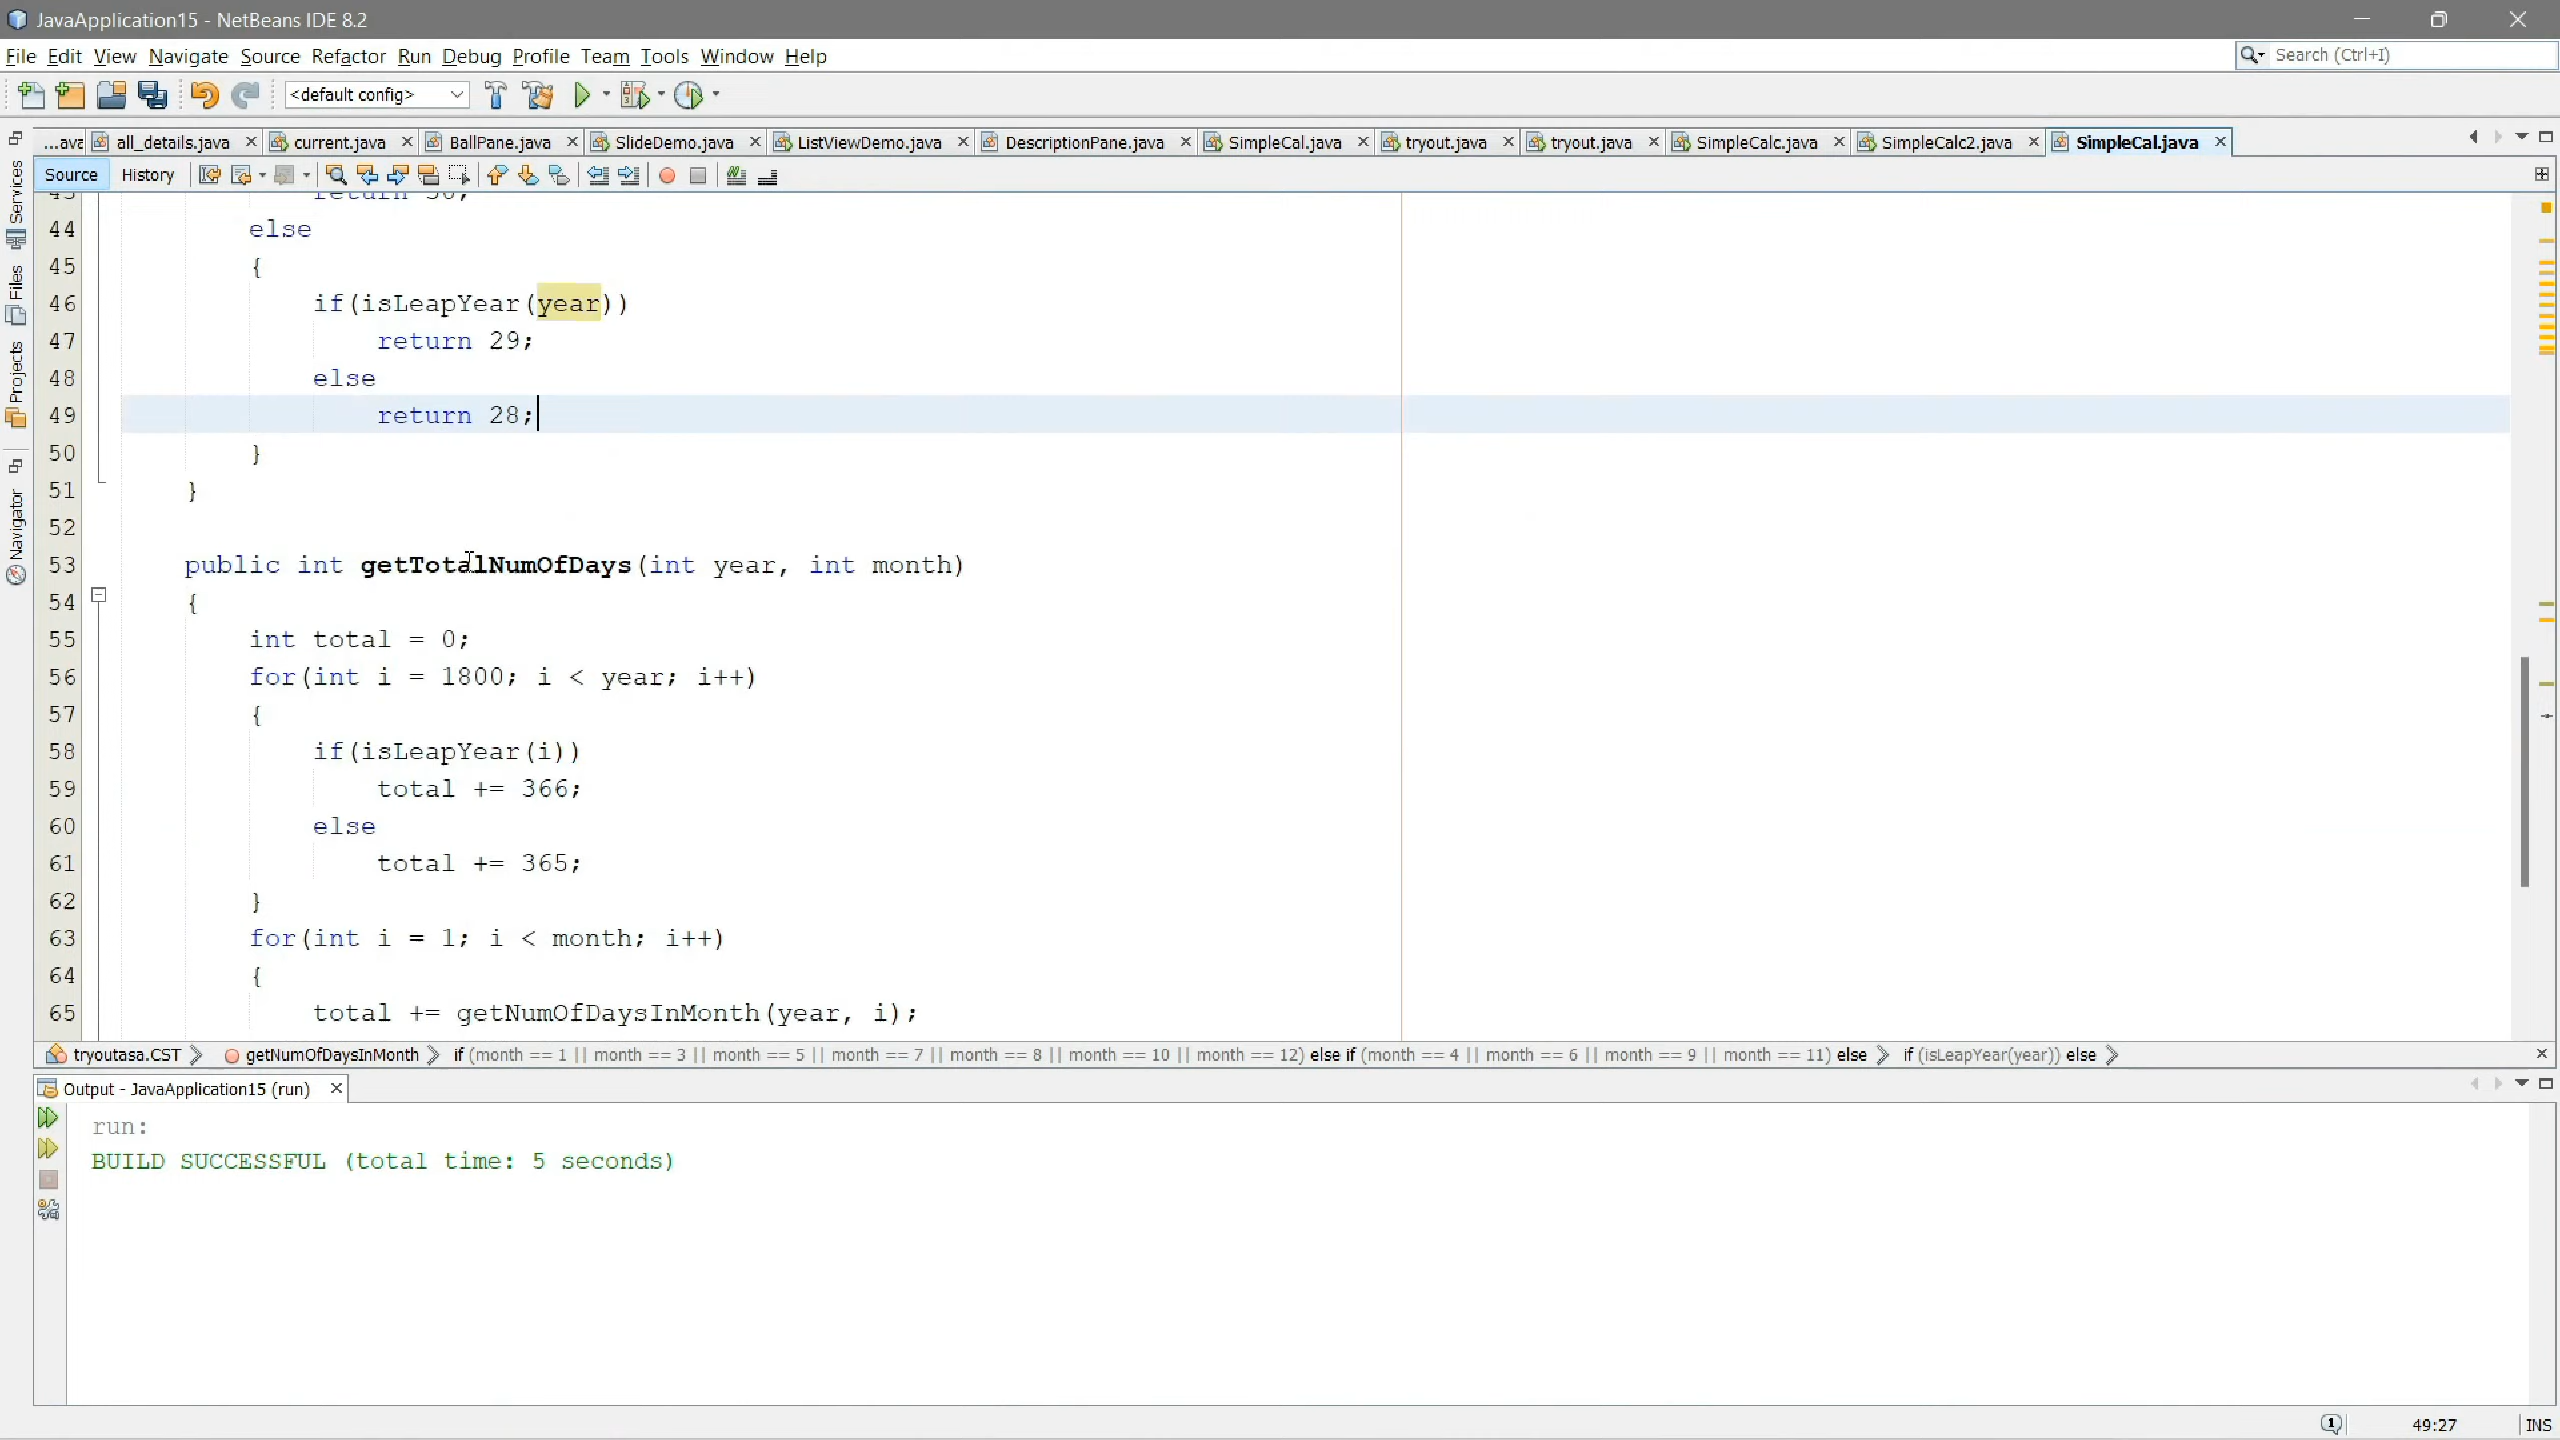 JavaApplication15 - NetBeans IDE 8.2
File Edit View Navigate Source Refactor Run Debug Profile Team Tools Window Help
Search (Ctrl+I)
<default config>
...ava all_details.java current.java BallPane.java SlideDemo.java ListViewDemo.java DescriptionPane.java SimpleCal.java tryout.java tryout.java SimpleCalc.java SimpleCalc2.java SimpleCal.java
Source History
Services
Files
Projects
Navigator
44 else
45 {
46 if(isLeapYear(year))
47 return 29;
48 else
49 return 28;
50 }
51 }
52
53 public int getTotalNumOfDays(int year, int month)
54 {
55 int total = 0;
56 for(int i = 1800; i < year; i++)
57 {
58 if(isLeapYear(i))
59 total += 366;
60 else
61 total += 365;
62 }
63 for(int i = 1; i < month; i++)
64 {
65 total += getNumOfDaysInMonth(year, i);
tryoutasa.CST getNumOfDaysInMonth if (month == 1 || month == 3 || month == 5 || month == 7 || month == 8 || month == 10 || month == 12) else if (month == 4 || month == 6 || month == 9 || month == 11) else if (isLeapYear(year)) else
Output - JavaApplication15 (run)
run:
BUILD SUCCESSFUL (total time: 5 seconds)
1 49:27 INS